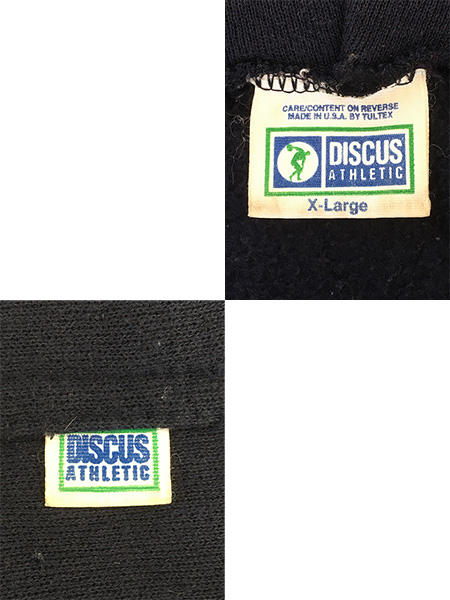 CARE/CONTENT ON REVERSE
MADE IN U.S.A. BY TULTEX
DISCUS
ATHLETIC
X-Large
DISCUS
ATHLETIC